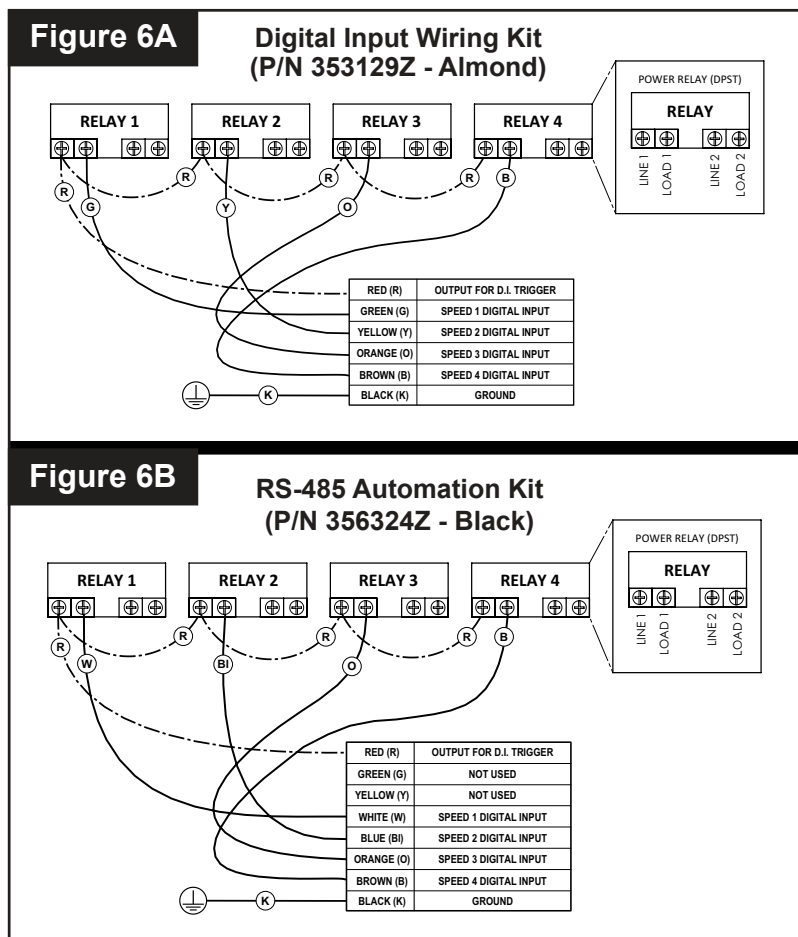 Figure 6A
Digital Input Wiring Kit
(P/N 353129Z - Almond)
POWER RELAY (DPST)
RELAY
LINE 1
LOAD 1
LINE 2
LOAD 2
RELAY 1
RELAY 2
RELAY 3
RELAY 4
R
G
R
Y
R
O
R
B
RED (R) OUTPUT FOR D.I. TRIGGER
GREEN (G) SPEED 1 DIGITAL INPUT
YELLOW (Y) SPEED 2 DIGITAL INPUT
ORANGE (O) SPEED 3 DIGITAL INPUT
BROWN (B) SPEED 4 DIGITAL INPUT
K
BLACK (K) GROUND
Figure 6B
RS-485 Automation Kit
(P/N 356324Z - Black)
POWER RELAY (DPST)
RELAY
LINE 1
LOAD 1
LINE 2
LOAD 2
RELAY 1
RELAY 2
RELAY 3
RELAY 4
R
W
R
Bl
R
O
R
B
RED (R) OUTPUT FOR D.I. TRIGGER
GREEN (G) NOT USED
YELLOW (Y) NOT USED
WHITE (W) SPEED 1 DIGITAL INPUT
BLUE (Bl) SPEED 2 DIGITAL INPUT
ORANGE (O) SPEED 3 DIGITAL INPUT
BROWN (B) SPEED 4 DIGITAL INPUT
K
BLACK (K) GROUND